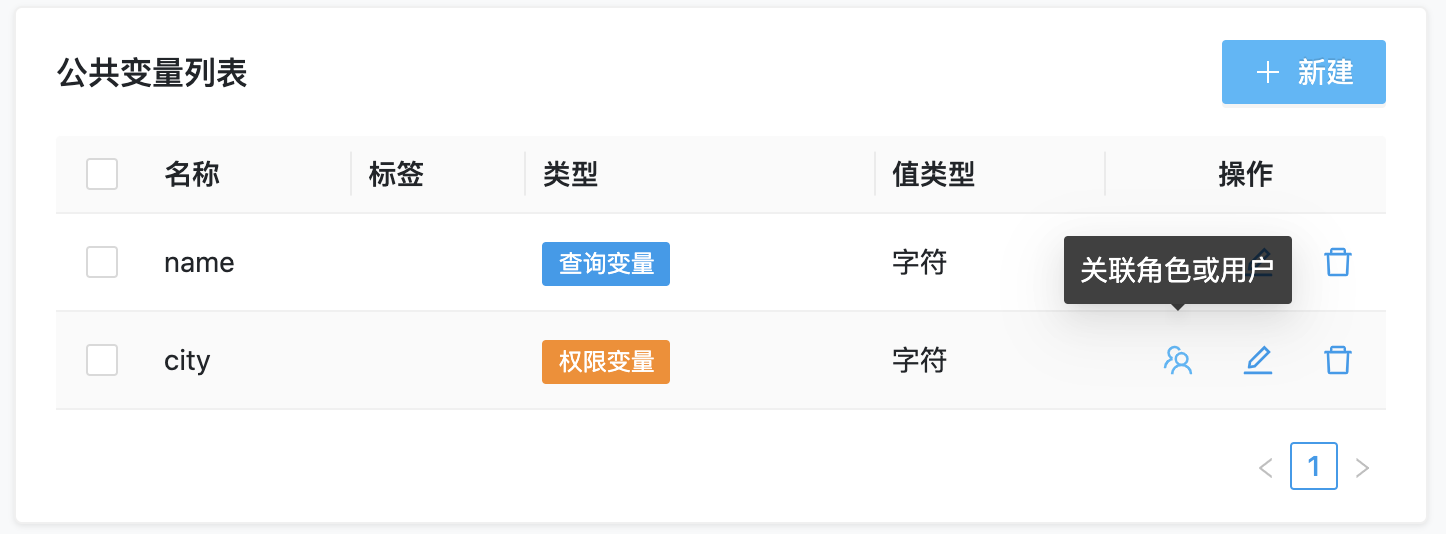 公共变量列表
新建
名称 标签 类型 值类型 操作
name 查询变量 字符
关联角色或用户
city 权限变量 字符
1